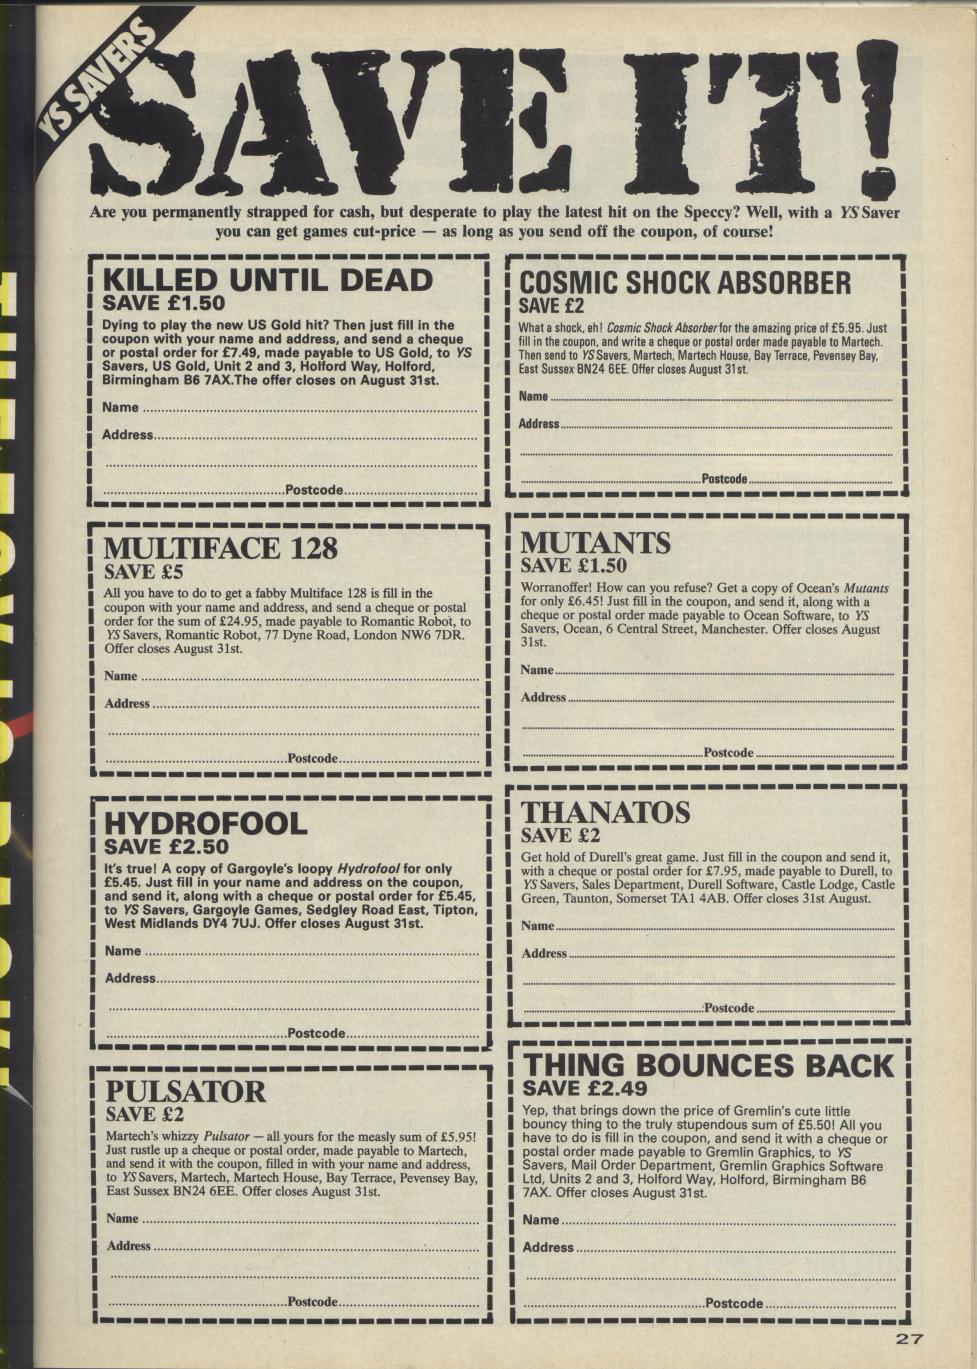 YS SAVERS
SAVE IT!
Are you permanently strapped for cash, but desperate to play the latest hit on the Speccy? Well, with a YS Saver
you can get games cut-price — as long as you send off the coupon, of course!
KILLED UNTIL DEAD
SAVE £1.50
Dying to play the new US Gold hit? Then just fill in the
coupon with your name and address, and send a cheque
or postal order for £7.49, made payable to US Gold, to YS
Savers, US Gold, Unit 2 and 3, Holford Way, Holford,
Birmingham B6 7AX.The offer closes on August 31st.
Name
Address
Postcode
COSMIC SHOCK ABSORBER
SAVE £2
What a shock, eh! Cosmic Shock Absorber for the amazing price of £5.95. Just
fill in the coupon, and write a cheque or postal order made payable to Martech.
Then send to YS Savers, Martech, Martech House, Bay Terrace, Pevensey Bay,
East Sussex BN24 6EE. Offer closes August 31st.
Name
Address
Postcode
MULTIFACE 128
SAVE £5
All you have to do to get a fabby Multiface 128 is fill in the
coupon with your name and address, and send a cheque or postal
order for the sum of £24.95, made payable to Romantic Robot, to
YS Savers, Romantic Robot, 77 Dyne Road, London NW6 7DR.
Offer closes August 31st.
Name
Address
Postcode
MUTANTS
SAVE £1.50
Worranoffer! How can you refuse? Get a copy of Ocean's Mutants
for only £6.45! Just fill in the coupon, and send it, along with a
cheque or postal order made payable to Ocean Software, to YS
Savers, Ocean, 6 Central Street, Manchester. Offer closes August
31st.
Name
Address
Postcode
HYDROFOOL
SAVE £2.50
It's true! A copy of Gargoyle's loopy Hydrofool for only
£5.45. Just fill in your name and address on the coupon,
and send it, along with a cheque or postal order for £5.45,
to YS Savers, Gargoyle Games, Sedgley Road East, Tipton,
West Midlands DY4 7UJ. Offer closes August 31st.
Name
Address
Postcode
THANATOS
SAVE £2
Get hold of Durell's great game. Just fill in the coupon and send it,
with a cheque or postal order for £7.95, made payable to Durell, to
YS Savers, Sales Department, Durell Software, Castle Lodge, Castle
Green, Taunton, Somerset TA1 4AB. Offer closes 31st August.
Name
Address
Postcode
PULSATOR
SAVE £2
Martech's whizzy Pulsator — all yours for the measly sum of £5.95!
Just rustle up a cheque or postal order, made payable to Martech,
and send it with the coupon, filled in with your name and address,
to YS Savers, Martech, Martech House, Bay Terrace, Pevensey Bay,
East Sussex BN24 6EE. Offer closes August 31st.
Name
Address
Postcode
THING BOUNCES BACK
SAVE £2.49
Yep, that brings down the price of Gremlin's cute little
bouncy thing to the truly stupendous sum of £5.50! All you
have to do is fill in the coupon, and send it with a cheque or
postal order made payable to Gremlin Graphics, to YS
Savers, Mail Order Department, Gremlin Graphics Software
Ltd, Units 2 and 3, Holford Way, Holford, Birmingham B6
7AX. Offer closes August 31st.
Name
Address
Postcode
27